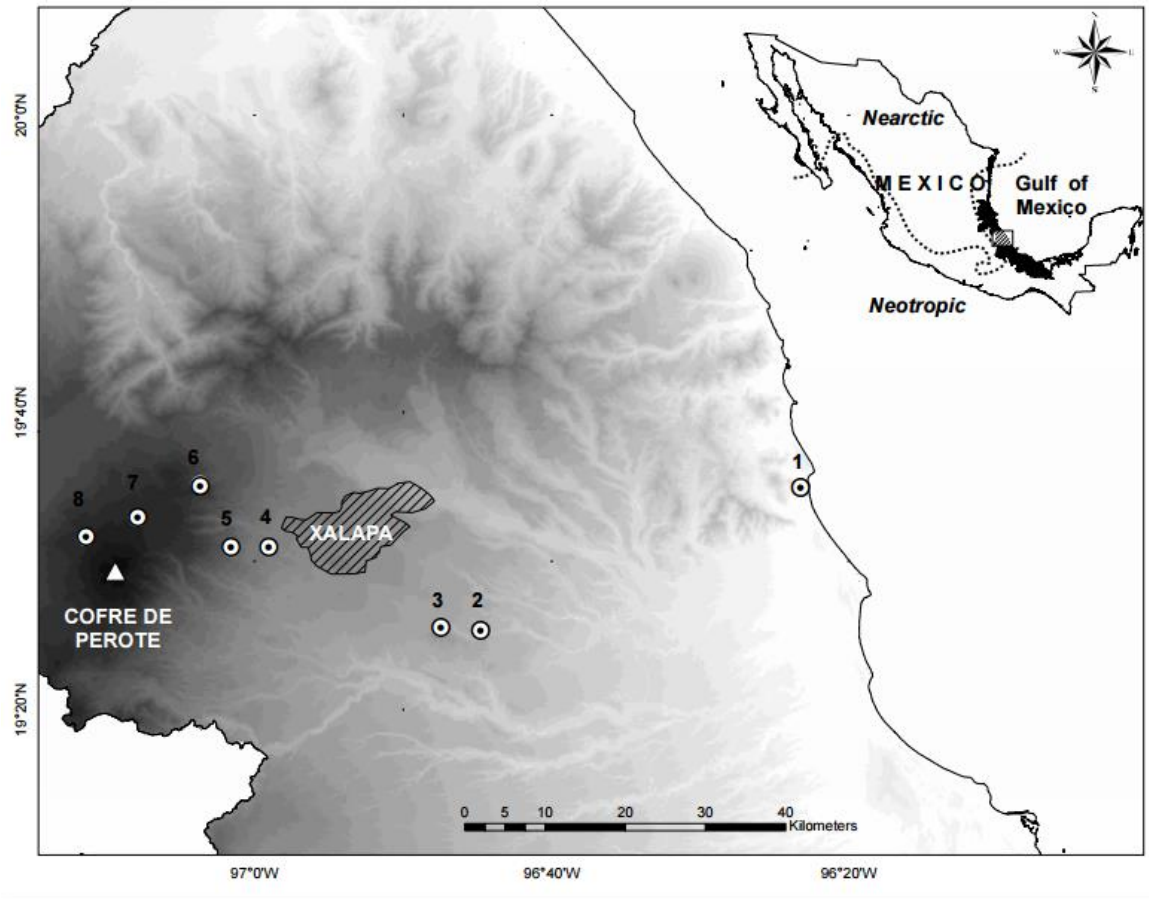 N
W
E
S
20°0'N
19°40'N
19°20'N
Nearctic
MEXICO
Gulf of
Mexico
Neotropic
1
6
7
8
5
4
XALAPA
3
2
COFRE DE
PEROTE
0 5 10 20 30 40
Kilometers
97°0'W
96°40'W
96°20'W